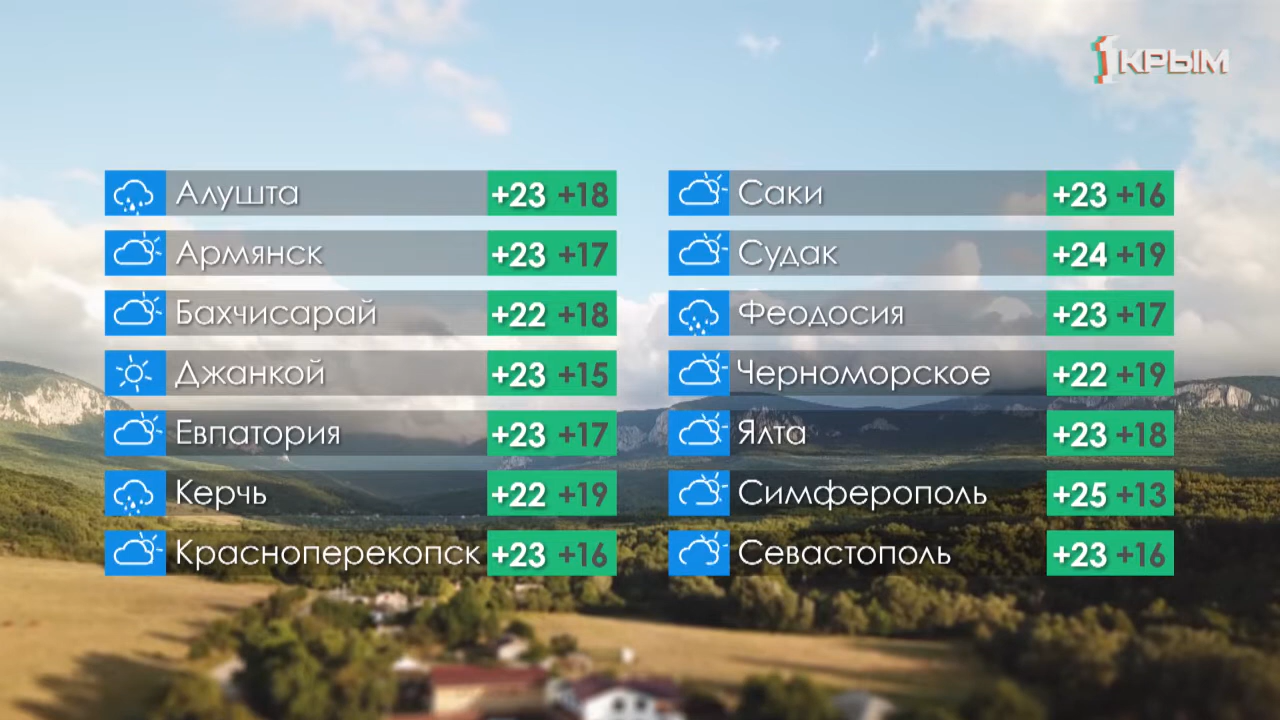 1 КРЫМ
Алушта +23 +18
Армянск +23 +17
Бахчисарай +22 +18
Джанкой +23 +15
Евпатория +23 +17
Керчь +22 +19
Красноперекопск +23 +16
Саки +23 +16
Судак +24 +19
Феодосия +23 +17
Черноморское +22 +19
Ялта +23 +18
Симферополь +25 +13
Севастополь +23 +16